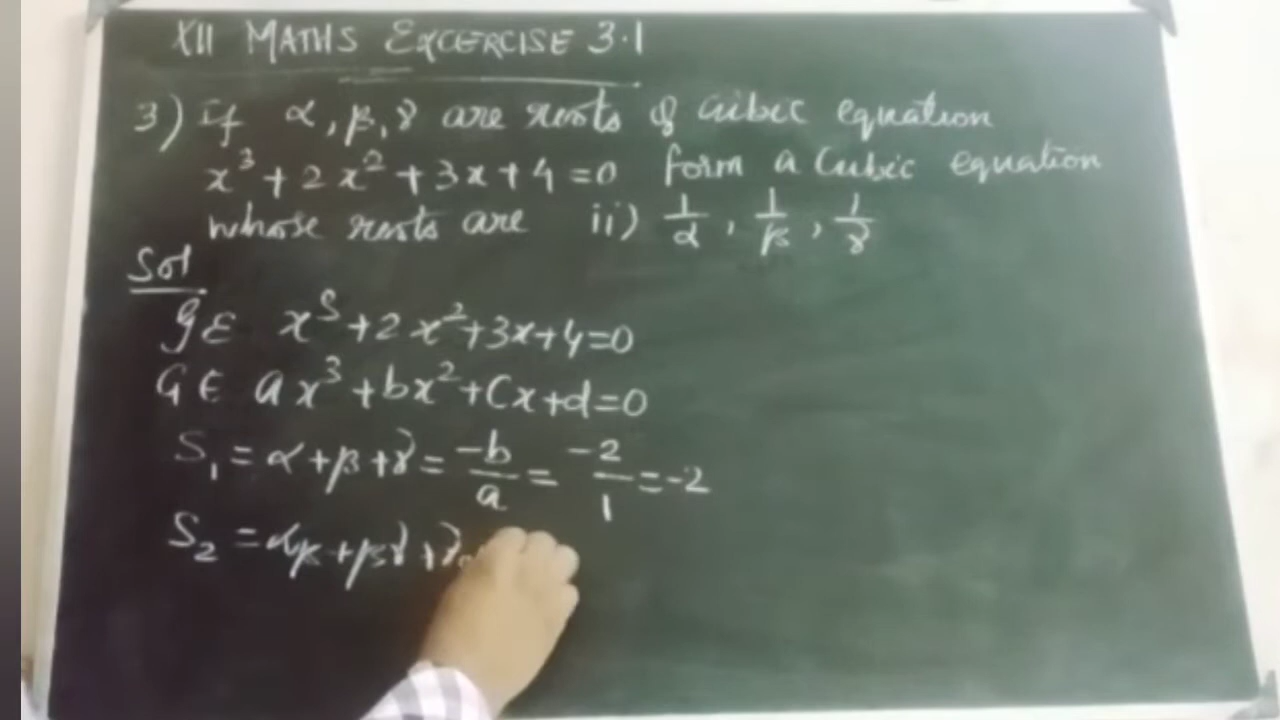 XII MATHS EXCERCISE 3.1
3) If α, β, γ are roots of cubic equation
x³ + 2x² + 3x + 4 = 0 form a Cubic equation
whose roots are ii) 1/α, 1/β, 1/γ
Sol
GE x³ + 2x² + 3x + 4 = 0
GE ax³ + bx² + Cx + d = 0
S₁ = α + β + γ = -b/a = -2/1 = -2
S₂ = αβ + βγ + γ